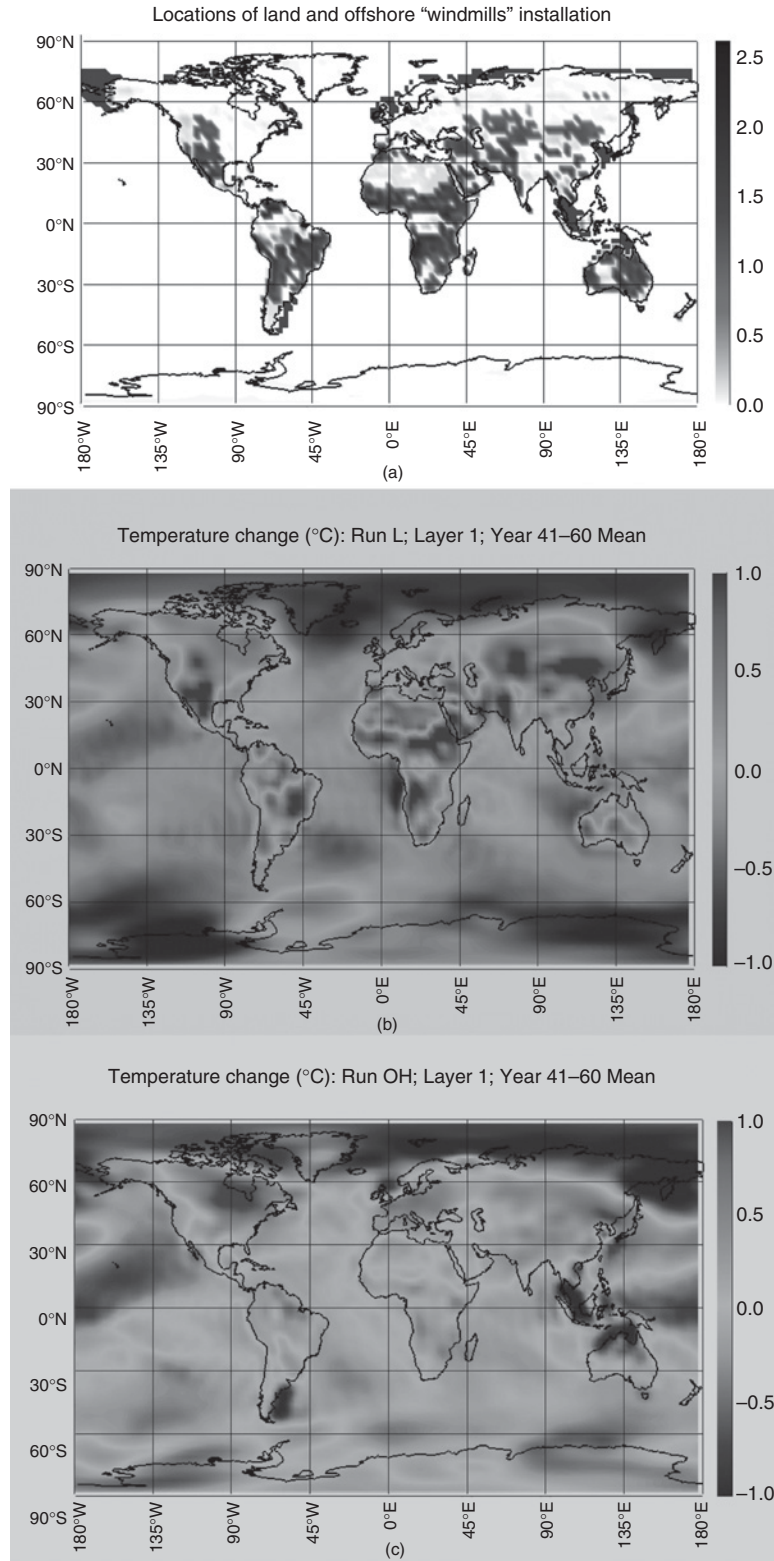 Locations of land and offshore “windmills” installation
90°N
60°N
30°N
0°N
30°S
60°S
90°S
2.5
2.0
1.5
1.0
0.5
0.0
180°W
135°W
90°W
45°W
0°E
45°E
90°E
135°E
180°E
(a)
Temperature change (°C): Run L; Layer 1; Year 41–60 Mean
90°N
60°N
30°N
0°N
30°S
60°S
90°S
1.0
0.5
0.0
–0.5
–1.0
180°W
135°W
90°W
45°W
0°E
45°E
90°E
135°E
180°E
(b)
Temperature change (°C): Run OH; Layer 1; Year 41–60 Mean
90°N
60°N
30°N
0°N
30°S
60°S
90°S
1.0
0.5
0.0
–0.5
–1.0
180°W
135°W
90°W
45°W
0°E
45°E
90°E
135°E
180°E
(c)